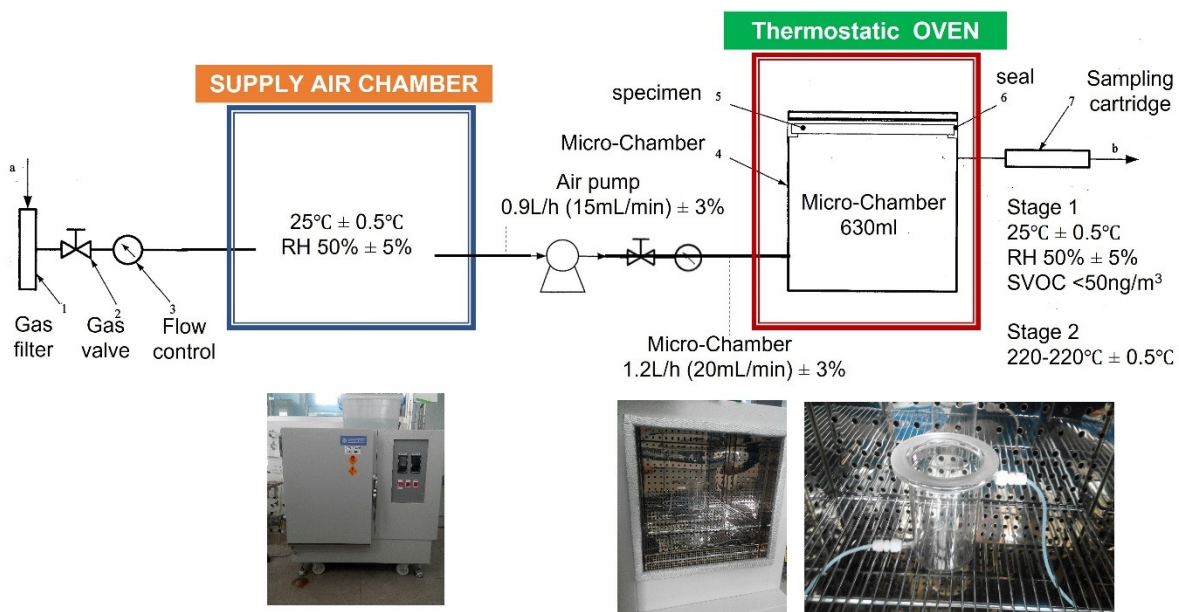 Thermostatic OVEN
SUPPLY AIR CHAMBER
specimen 5
seal 6
Sampling
cartridge
7
a
b
Micro-Chamber 4
Air pump
0.9L/h (15mL/min) ± 3%
25℃ ± 0.5℃
RH 50% ± 5%
Micro-Chamber
630ml
Stage 1
25℃ ± 0.5℃
RH 50% ± 5%
SVOC <50ng/m³
1
2
3
Gas
filter
Gas
valve
Flow
control
Micro-Chamber
1.2L/h (20mL/min) ± 3%
Stage 2
220-220℃ ± 0.5℃